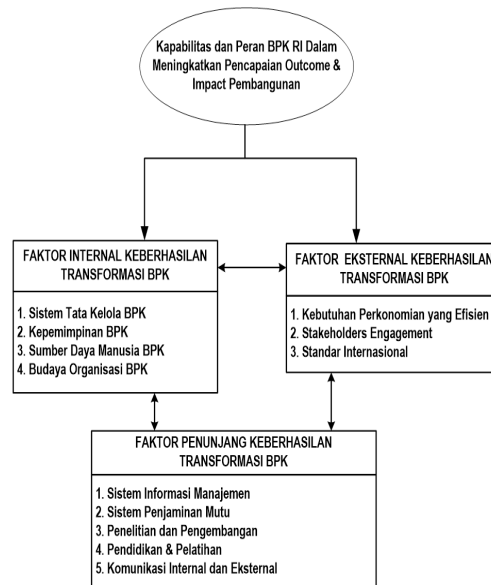 Kapabilitas dan Peran BPK RI Dalam
Meningkatkan Pencapaian Outcome &
Impact Pembangunan
FAKTOR INTERNAL KEBERHASILAN
TRANSFORMASI BPK
1. Sistem Tata Kelola BPK
2. Kepemimpinan BPK
3. Sumber Daya Manusia BPK
4. Budaya Organisasi BPK
FAKTOR EKSTERNAL KEBERHASILAN
TRANSFORMASI BPK
1. Kebutuhan Perkonomian yang Efisien
2. Stakeholders Engagement
3. Standar Internasional
FAKTOR PENUNJANG KEBERHASILAN
TRANSFORMASI BPK
1. Sistem Informasi Manajemen
2. Sistem Penjaminan Mutu
3. Penelitian dan Pengembangan
4. Pendidikan & Pelatihan
5. Komunikasi Internal dan Eksternal